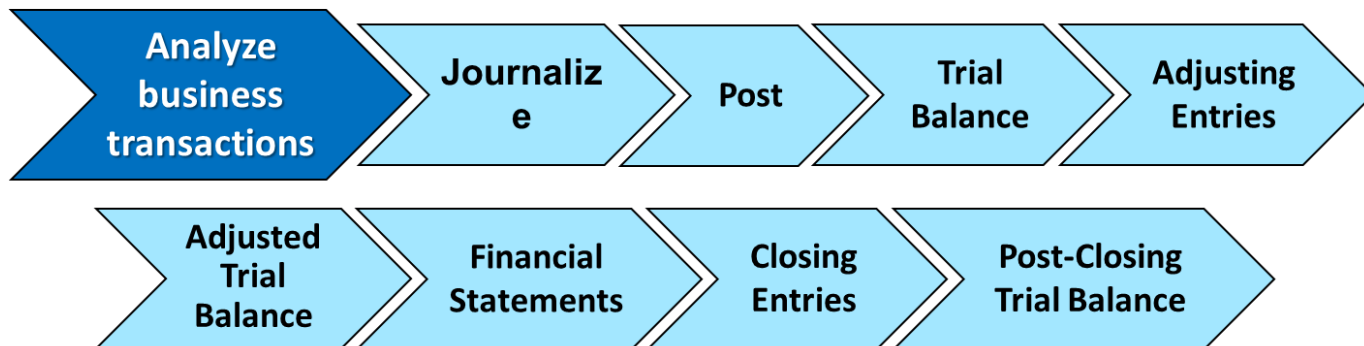 Analyze
business
transactions
Journaliz
e
Post
Trial
Balance
Adjusting
Entries
Adjusted
Trial
Balance
Financial
Statements
Closing
Entries
Post-Closing
Trial Balance